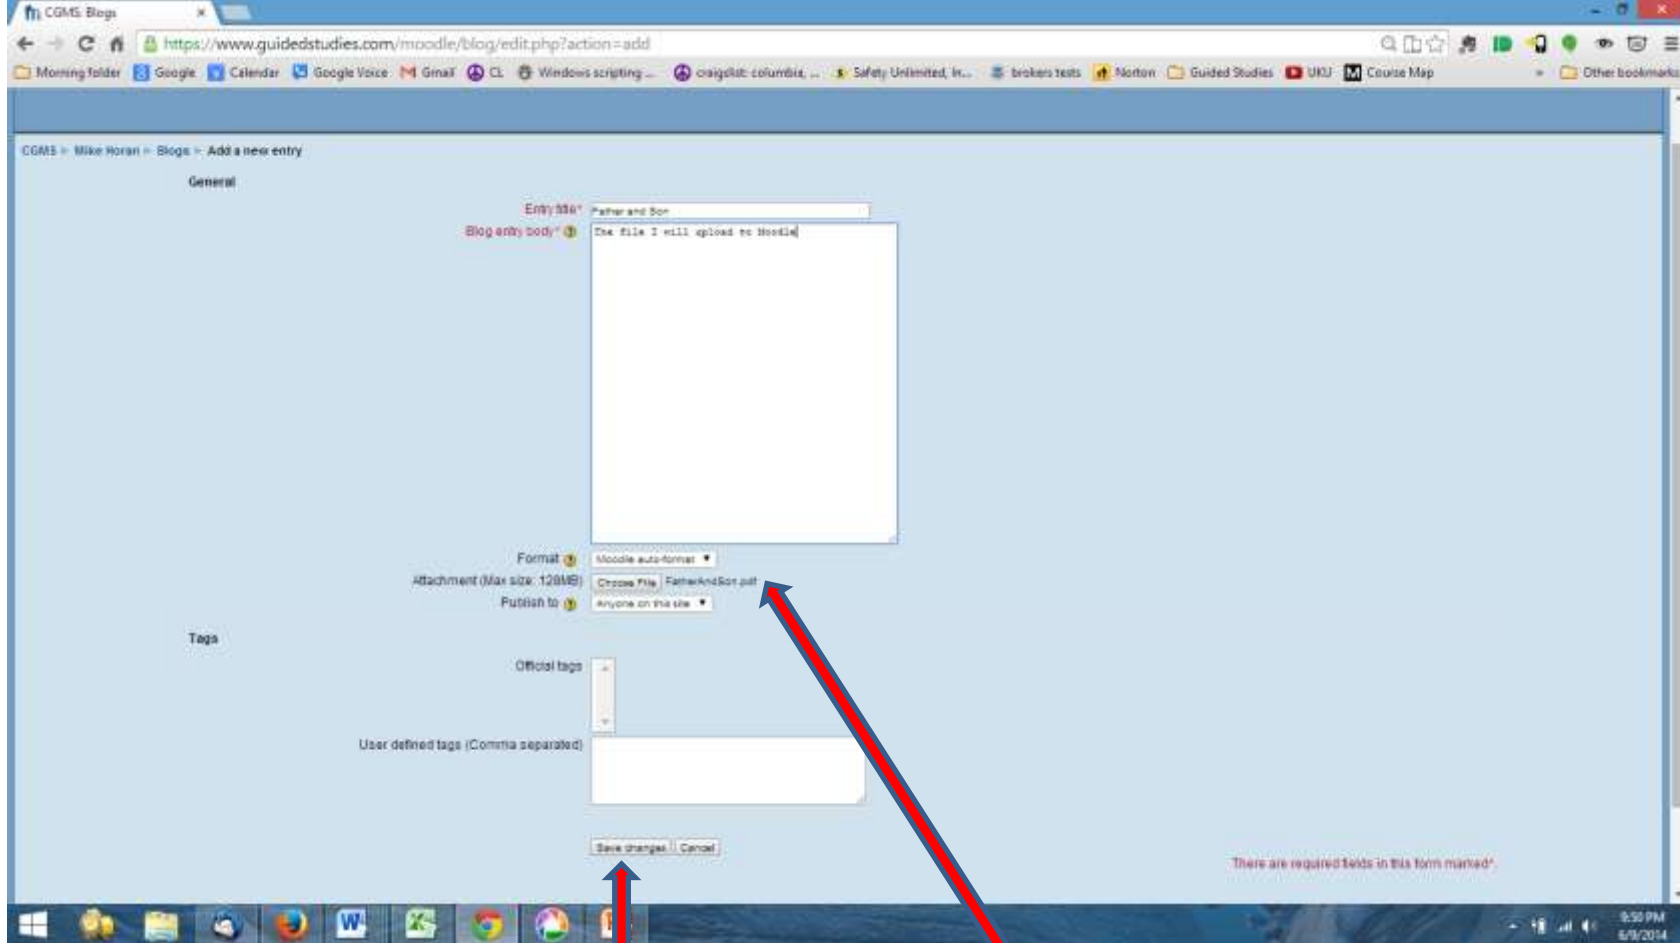 CGMS: Blogs
https://www.guidedstudies.com/moodle/blog/edit.php?action=add
Morning folder Google Calendar Google Voice Gmail CL Windows scripting ... craigslist: columbia, ... Safety Unlimited, In... brokers tests Norton Guided Studies UKU Course Map Other bookmarks
CGMS Mike Horan Blogs Add a new entry
General
Entry title* Father and Son
Blog entry body* The file I will upload to Moodle
Format Moodle auto-format
Attachment (Max size: 128MB) Choose File FatherAndSon.pdf
Publish to Anyone on this site
Tags
Official tags
User defined tags (Comma separated)
Save changes Cancel
There are required fields in this form marked*.
9:50 PM
6/9/2014